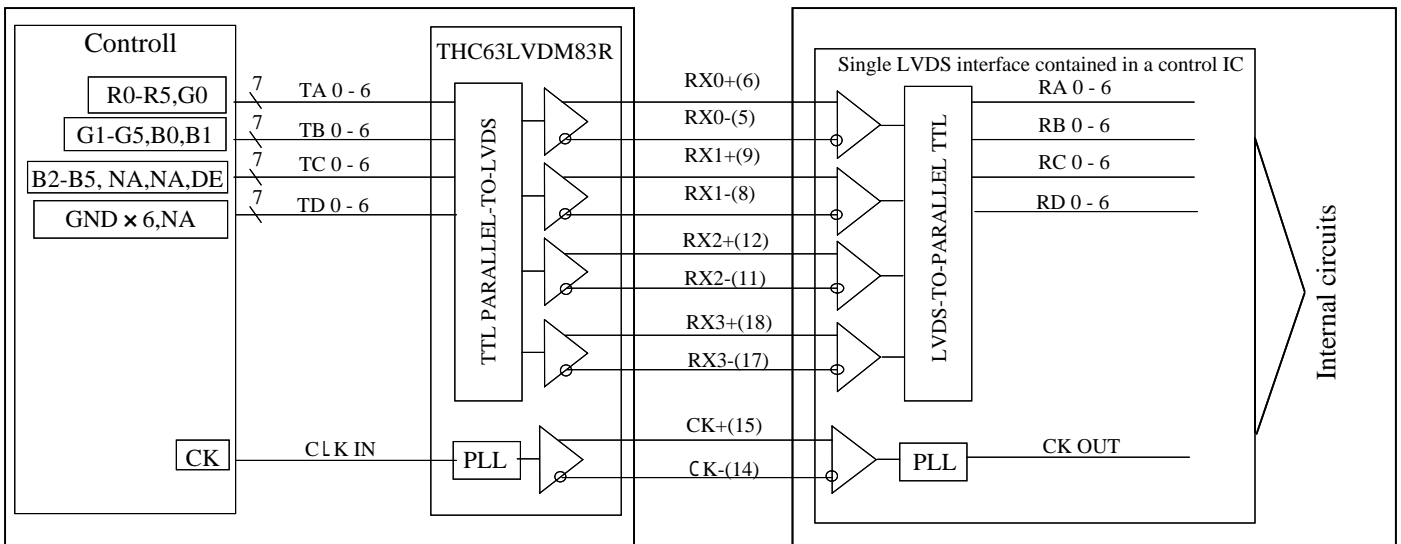 Controll
R0-R5,G0
G1-G5,B0,B1
B2-B5, NA,NA,DE
GND × 6,NA
CK
7
TA 0 - 6
7
TB 0 - 6
7
TC 0 - 6
7
TD 0 - 6
CLK IN
THC63LVDM83R
TTL PARALLEL-TO-LVDS
PLL
RX0+(6)
RX0-(5)
RX1+(9)
RX1-(8)
RX2+(12)
RX2-(11)
RX3+(18)
RX3-(17)
CK+(15)
CK-(14)
Single LVDS interface contained in a control IC
LVDS-TO-PARALLEL TTL
PLL
RA 0 - 6
RB 0 - 6
RC 0 - 6
RD 0 - 6
CK OUT
Internal circuits